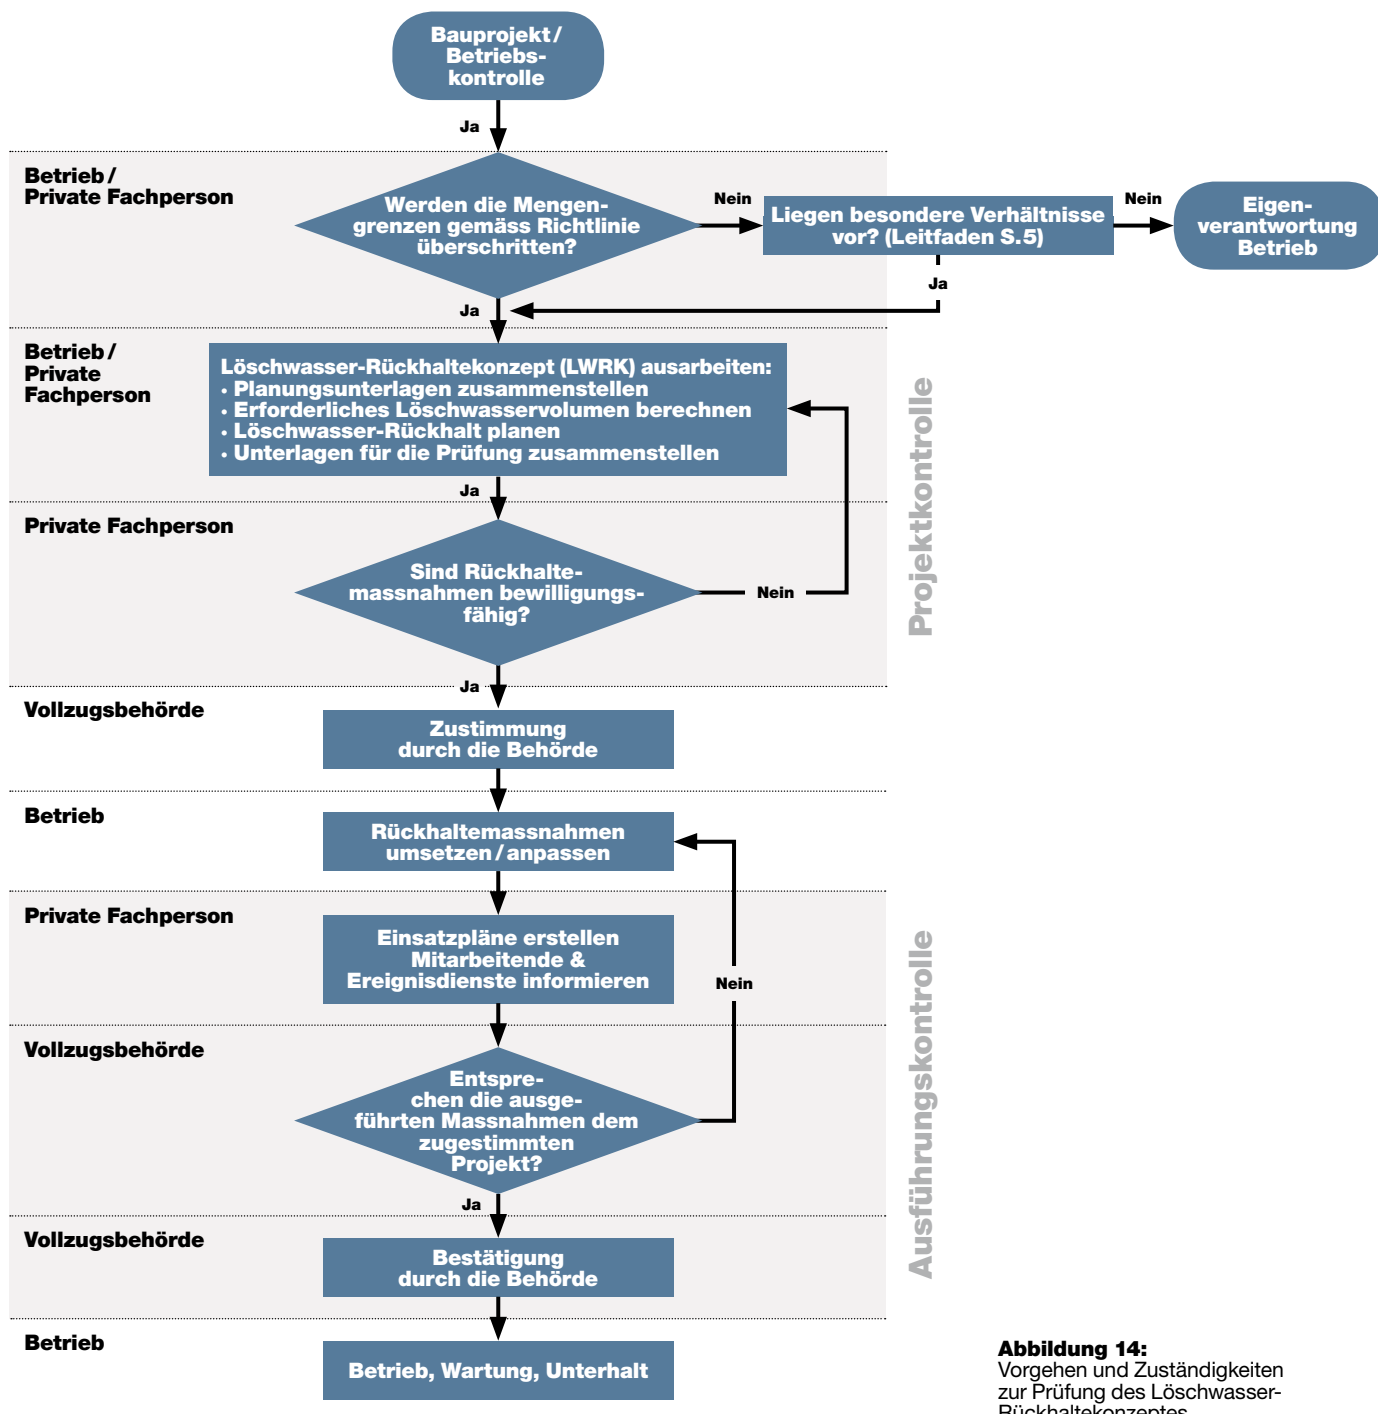 Bauprojekt /
Betriebs-
kontrolle
Ja
Betrieb /
Private Fachperson
Werden die Mengen-
grenzen gemäss Richtlinie
überschritten?
Nein
Liegen besondere Verhältnisse
vor? (Leitfaden S. 5)
Nein
Eigen-
verantwortung
Betrieb
Ja
Ja
Betrieb /
Private
Fachperson
Löschwasser-Rückhaltekonzept (LWRK) ausarbeiten:
• Planungsunterlagen zusammenstellen
• Erforderliches Löschwasservolumen berechnen
• Löschwasser-Rückhalt planen
• Unterlagen für die Prüfung zusammenstellen
Ja
Private Fachperson
Sind Rückhalte-
massnahmen bewilligungs-
fähig?
Nein
Projektkontrolle
Ja
Vollzugsbehörde
Zustimmung
durch die Behörde
Betrieb
Rückhaltemassnahmen
umsetzen / anpassen
Private Fachperson
Einsatzpläne erstellen
Mitarbeitende &
Ereignisdienste informieren
Nein
Vollzugsbehörde
Entspre-
chen die ausge-
führten Massnahmen dem
zugestimmten
Projekt?
Ausführungskontrolle
Ja
Vollzugsbehörde
Bestätigung
durch die Behörde
Betrieb
Betrieb, Wartung, Unterhalt
Abbildung 14:
Vorgehen und Zuständigkeiten
zur Prüfung des Löschwasser-
Rückhaltekonzeptes